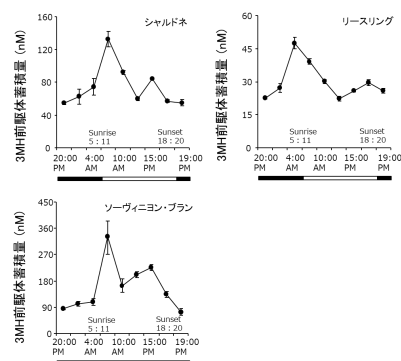 シャルドネ
3MH前駆体蓄積量 (nM)
160
120
80
40
0
Sunrise
5：11
Sunset
18：20
20:00 4:00 10:00 15:00 19:00
PM AM AM PM PM
リースリング
3MH前駆体蓄積量 (nM)
60
45
30
15
0
Sunrise
5：11
Sunset
18：20
20:00 4:00 10:00 15:00 19:00
PM AM AM PM PM
ソーヴィニヨン・ブラン
3MH前駆体蓄積量 (nM)
450
360
270
180
90
0
Sunrise
5：11
Sunset
18：20
20:00 4:00 10:00 15:00 19:00
PM AM AM PM PM